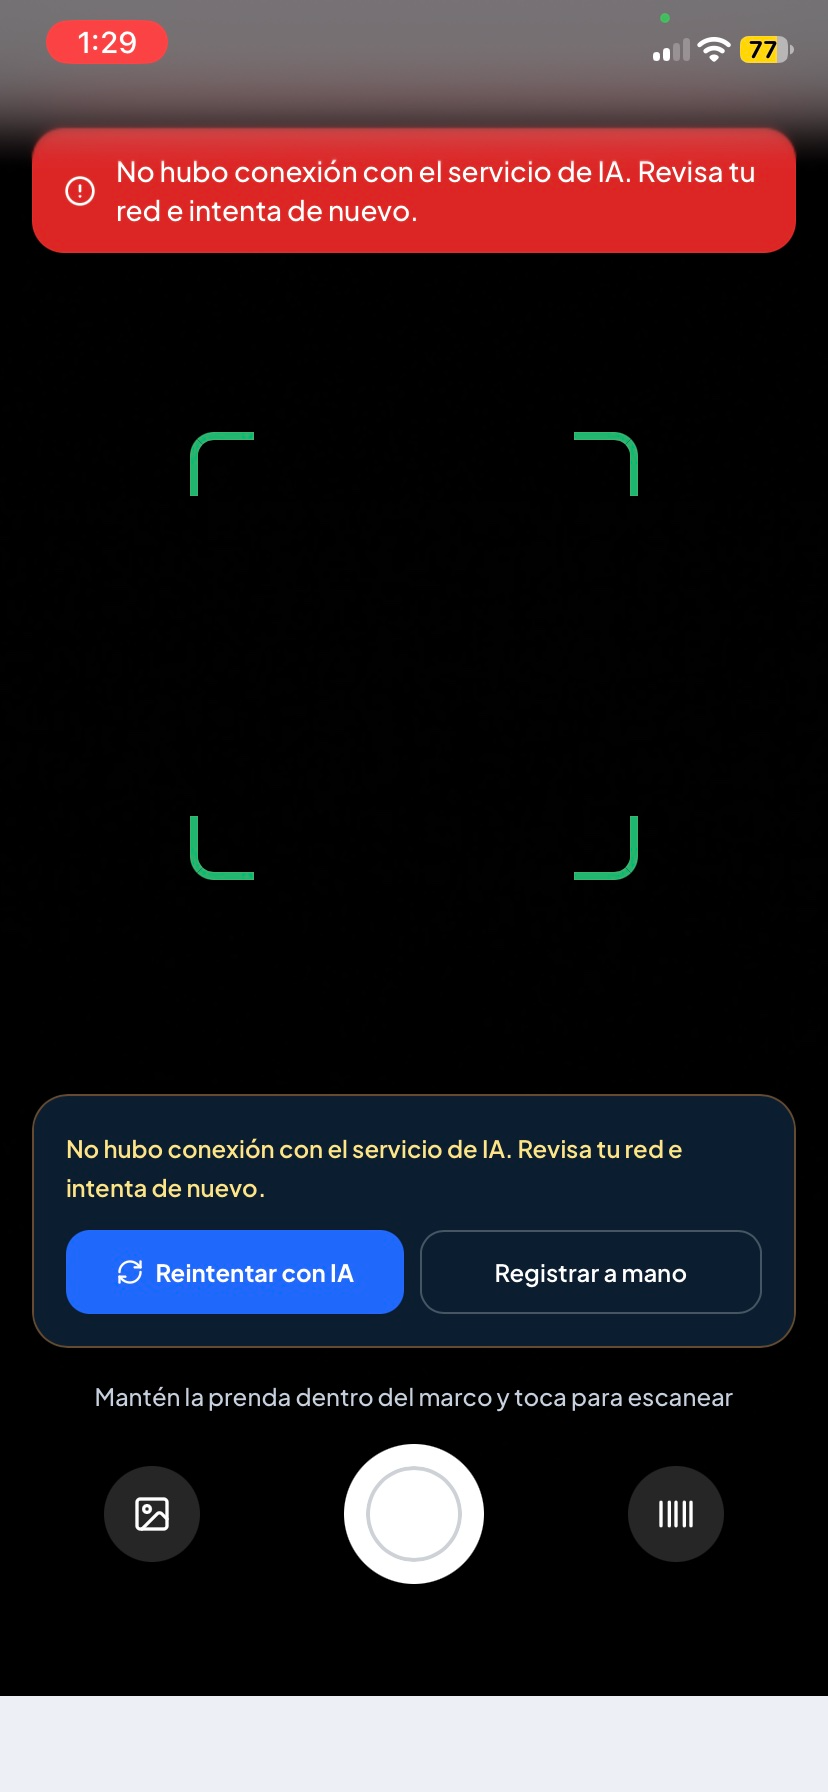 1:29
77
No hubo conexión con el servicio de IA. Revisa tu
red e intenta de nuevo.
No hubo conexión con el servicio de IA. Revisa tu red e
intenta de nuevo.
Reintentar con IA
Registrar a mano
Mantén la prenda dentro del marco y toca para escanear